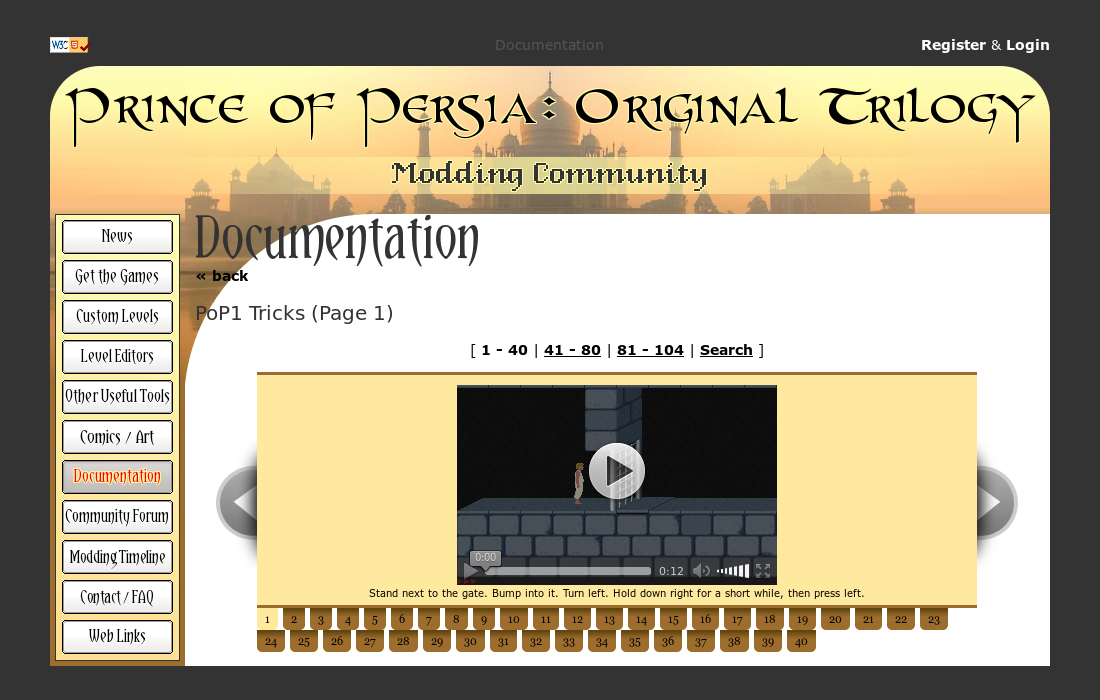 W3C 5
Documentation
Register & Login
Prince of Persia: Original Trilogy
Modding Community
News
Get the Games
Custom Levels
Level Editors
Other Useful Tools
Comics / Art
Documentation
Community Forum
Modding Timeline
Contact / FAQ
Web Links
Documentation
« back
PoP1 Tricks (Page 1)
[ 1 - 40 | 41 - 80 | 81 - 104 | Search ]
0:00
0:12
Stand next to the gate. Bump into it. Turn left. Hold down right for a short while, then press left.
1 2 3 4 5 6 7 8 9 10 11 12 13 14 15 16 17 18 19 20 21 22 23
24 25 26 27 28 29 30 31 32 33 34 35 36 37 38 39 40